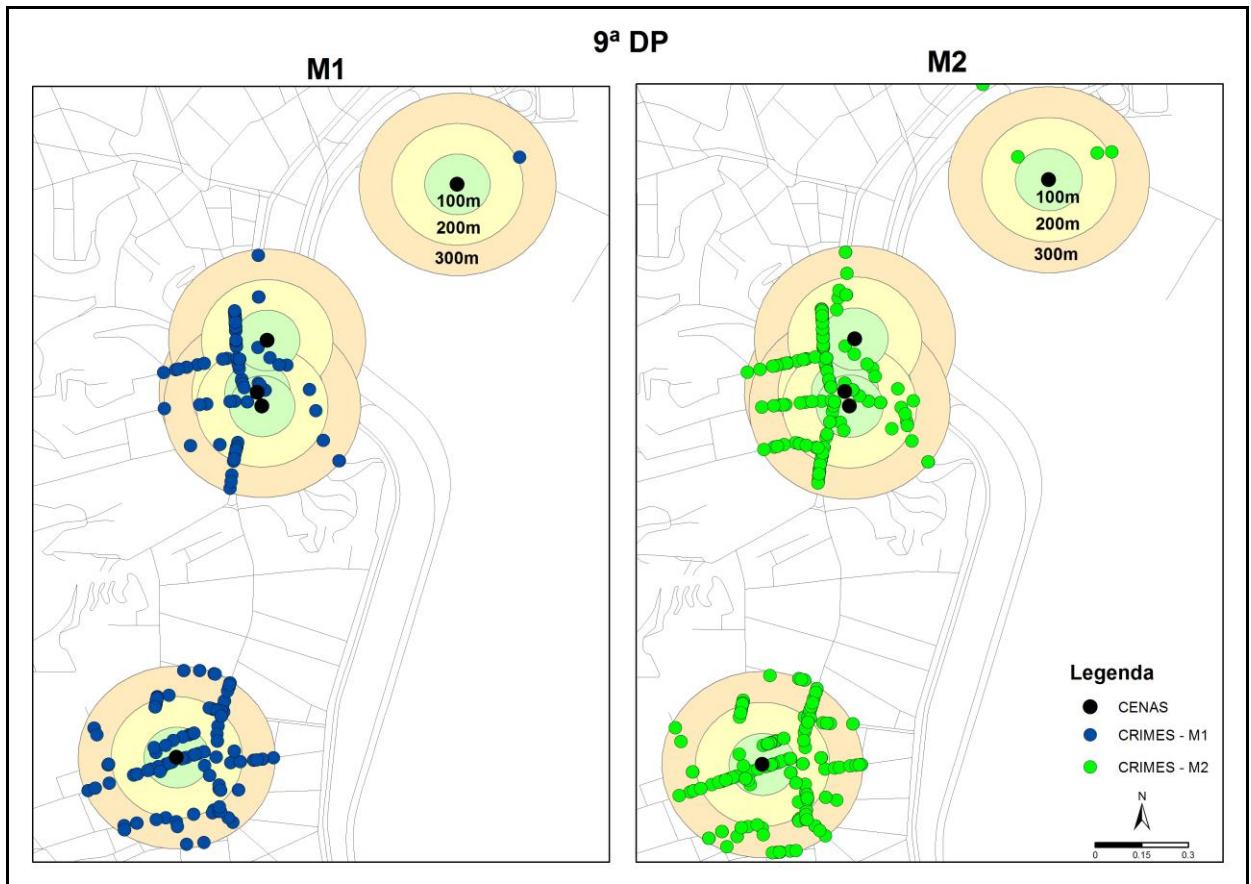 9ª DP
M1
M2
100m
200m
300m
100m
200m
300m
Legenda
CENAS
CRIMES - M1
CRIMES - M2
N
0 0.15 0.3